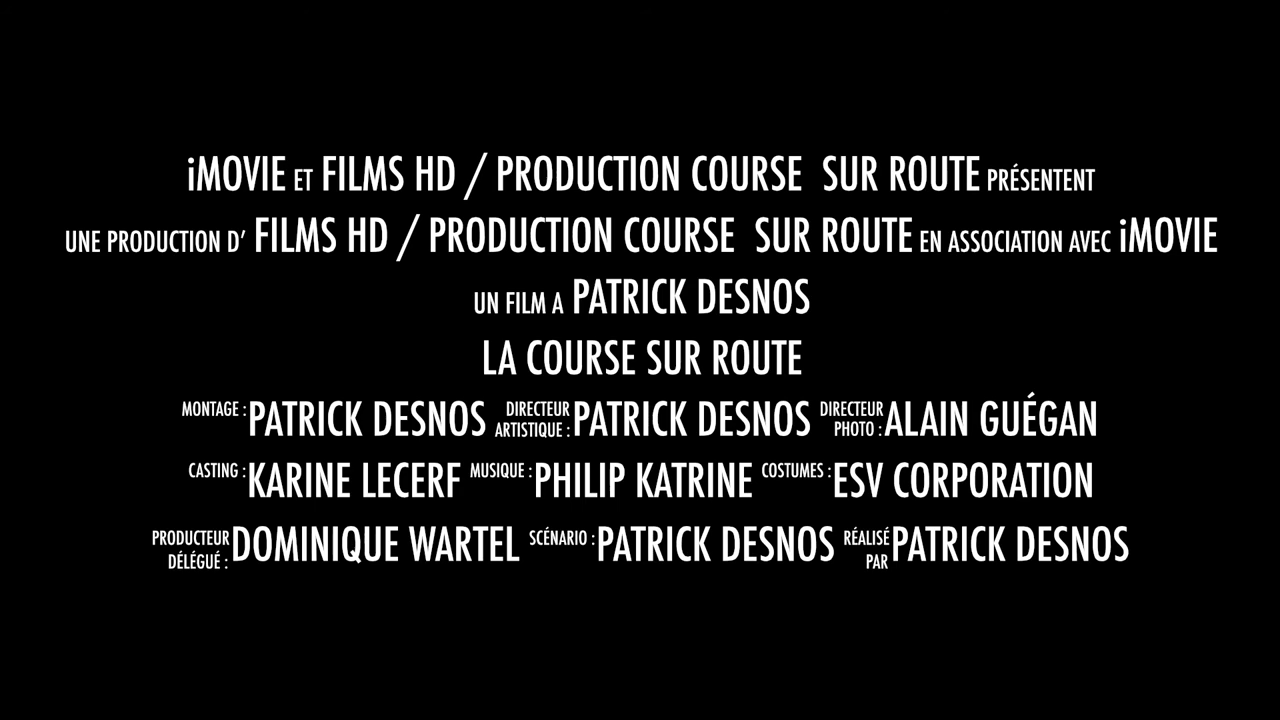 iMOVIE ET FILMS HD / PRODUCTION COURSE  SUR ROUTE PRÉSENTENT
UNE PRODUCTION D’ FILMS HD / PRODUCTION COURSE  SUR ROUTE EN ASSOCIATION AVEC iMOVIE
UN FILM A PATRICK DESNOS
LA COURSE SUR ROUTE
MONTAGE : PATRICK DESNOS DIRECTEUR ARTISTIQUE : PATRICK DESNOS DIRECTEUR PHOTO : ALAIN GUÉGAN
CASTING : KARINE LECERF MUSIQUE : PHILIP KATRINE COSTUMES : ESV CORPORATION
PRODUCTEUR DÉLÉGUÉ : DOMINIQUE WARTEL SCÉNARIO : PATRICK DESNOS RÉALISÉ PAR PATRICK DESNOS